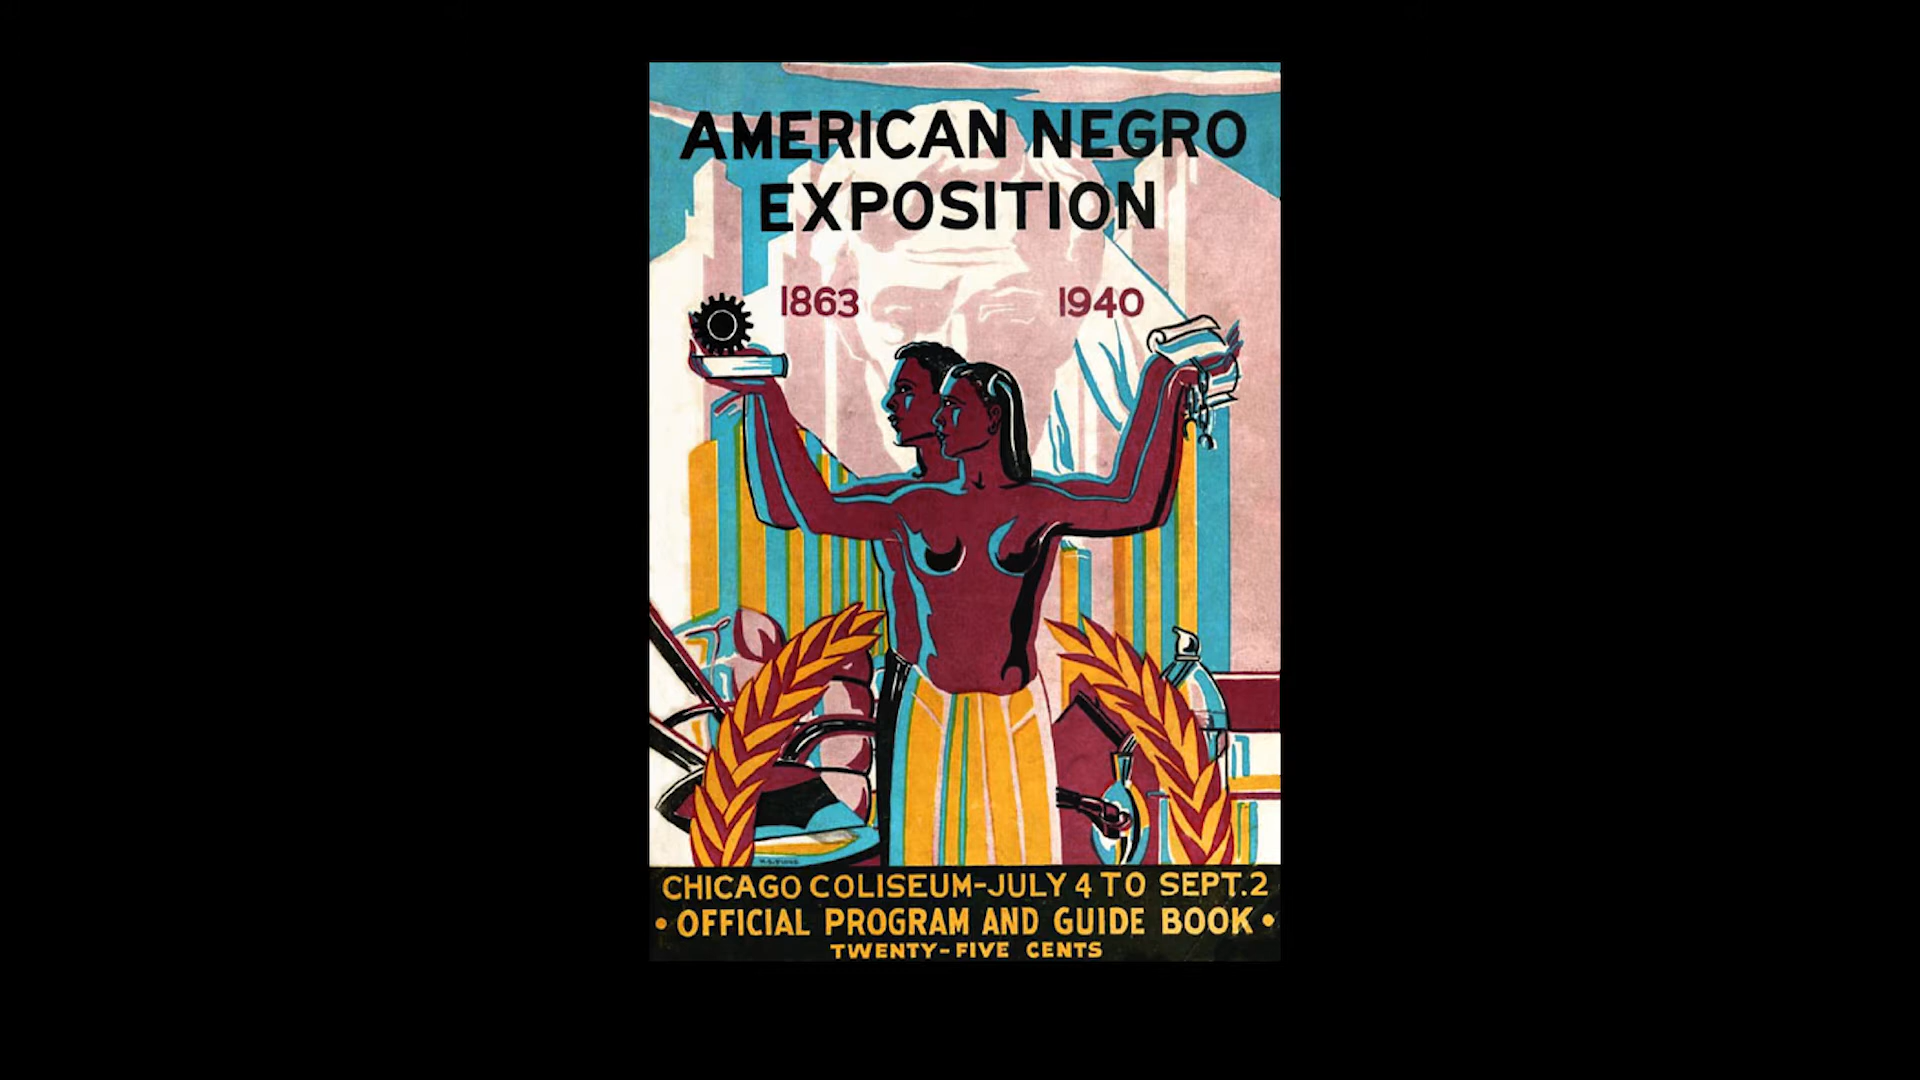 AMERICAN NEGRO
EXPOSITION
1863 1940
CHICAGO COLISEUM-JULY 4 TO SEPT.2
• OFFICIAL PROGRAM AND GUIDE BOOK •
TWENTY-FIVE CENTS